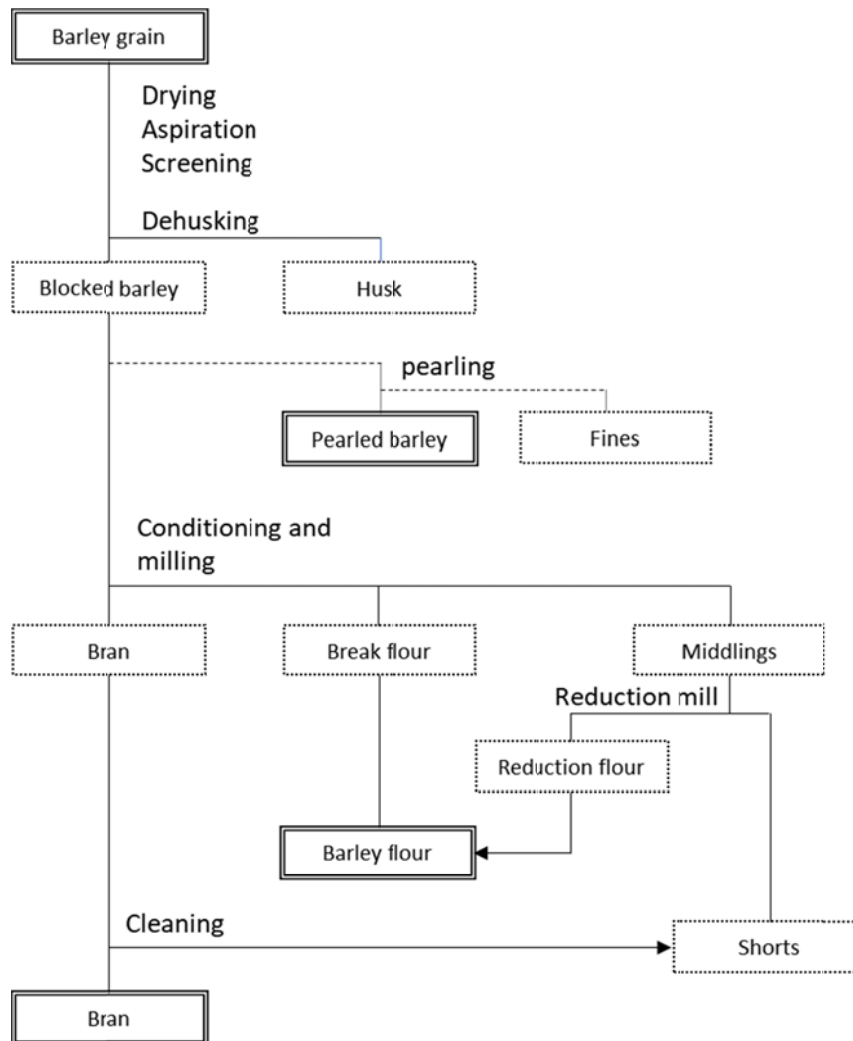 Barley grain
Drying
Aspiration
Screening
Dehusking
Blocked barley
Husk
pearling
Pearled barley
Fines
Conditioning and
milling
Bran
Break flour
Middlings
Reduction mill
Reduction flour
Barley flour
Cleaning
Shorts
Bran